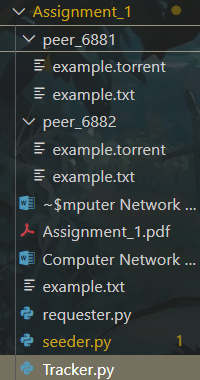 Assignment_1
peer_6881
example.torrent
example.txt
peer_6882
example.torrent
example.txt
~$mputer Network ...
Assignment_1.pdf
Computer Network ...
example.txt
requester.py
seeder.py 1
Tracker.py